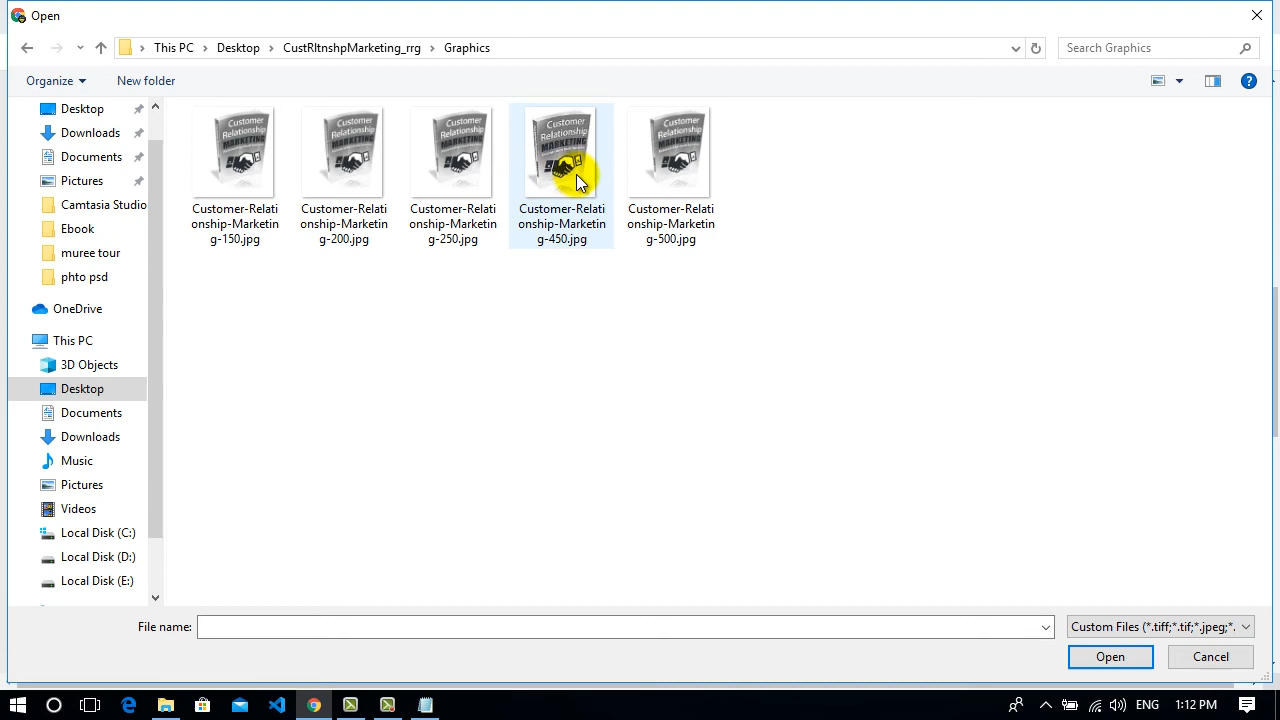 Open
This PC
Desktop
CustRltnshpMarketing_rrg
Graphics
Search Graphics
Organize
New folder
Desktop
Downloads
Documents
Pictures
Camtasia Studio
Ebook
muree tour
phto psd
OneDrive
This PC
3D Objects
Desktop
Documents
Downloads
Music
Pictures
Videos
Local Disk (C:)
Local Disk (D:)
Local Disk (E:)
Customer
Relationship
MARKETING
Customer-Relati
onship-Marketin
g-150.jpg
Customer
Relationship
MARKETING
Customer-Relati
onship-Marketin
g-200.jpg
Customer
Relationship
MARKETING
Customer-Relati
onship-Marketin
g-250.jpg
Customer
Relationship
MARKETING
Customer-Relati
onship-Marketin
g-450.jpg
Customer
Relationship
MARKETING
Customer-Relati
onship-Marketin
g-500.jpg
File name:
Custom Files (*.tiff;*.tif;*.jpeg;*.
Open
Cancel
ENG
1:12 PM